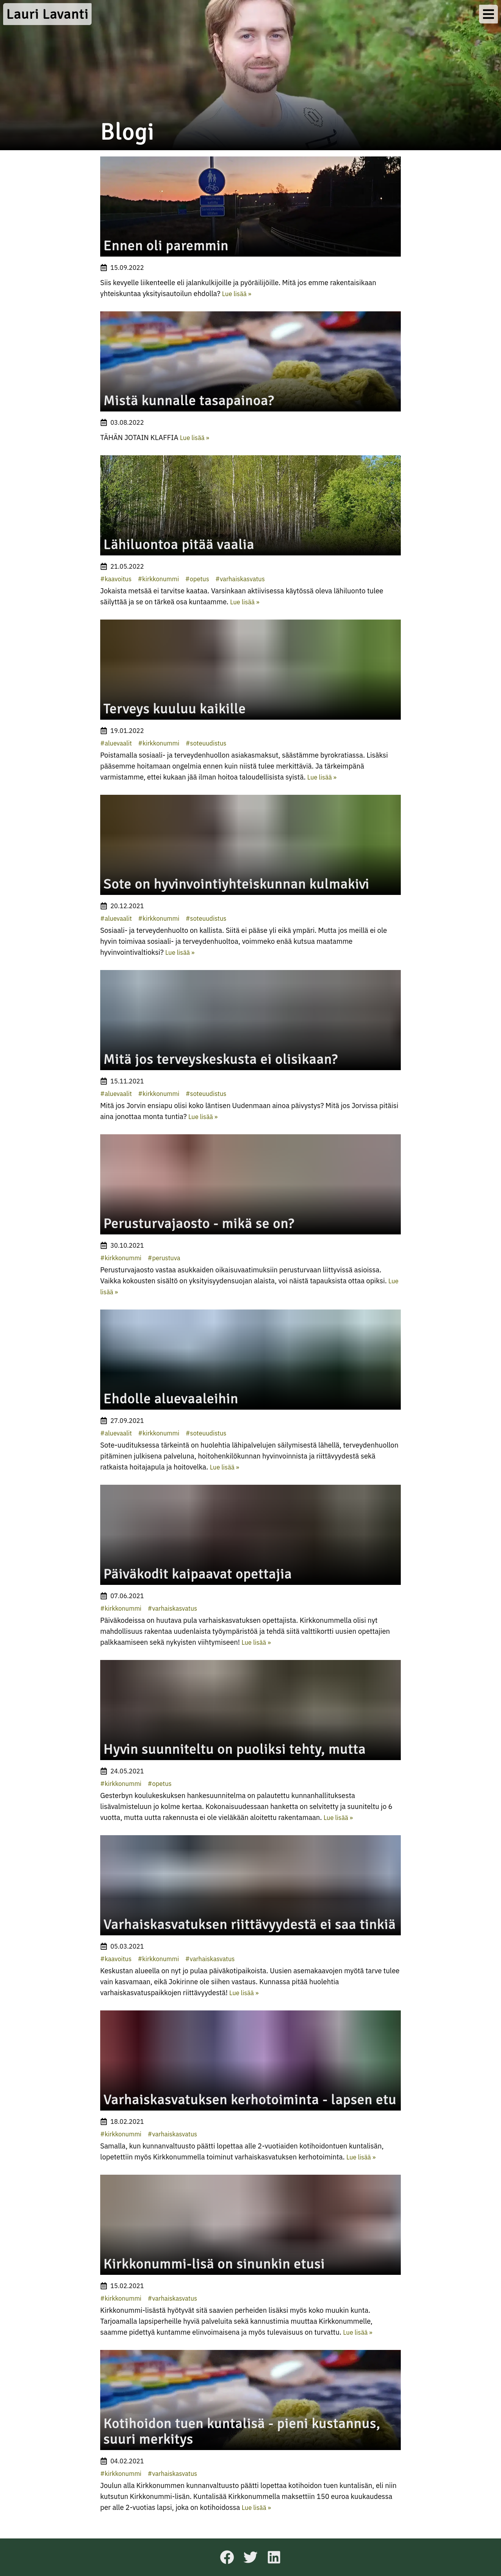 Lauri Lavanti
Blogi
Ennen oli paremmin
15.09.2022
Siis kevyelle liikenteelle eli jalankulkijoille ja pyöräilijöille. Mitä jos emme rakentaisikaan
yhteiskuntaa yksityisautoilun ehdolla? Lue lisää »
Mistä kunnalle tasapainoa?
03.08.2022
TÄHÄN JOTAIN KLAFFIA Lue lisää »
Lähiluontoa pitää vaalia
21.05.2022
#kaavoitus #kirkkonummi #opetus #varhaiskasvatus
Jokaista metsää ei tarvitse kaataa. Varsinkaan aktiivisessa käytössä oleva lähiluonto tulee
säilyttää ja se on tärkeä osa kuntaamme. Lue lisää »
Terveys kuuluu kaikille
19.01.2022
#aluevaalit #kirkkonummi #soteuudistus
Poistamalla sosiaali- ja terveydenhuollon asiakasmaksut, säästämme byrokratiassa. Lisäksi
pääsemme hoitamaan ongelmia ennen kuin niistä tulee merkittäviä. Ja tärkeimpänä
varmistamme, ettei kukaan jää ilman hoitoa taloudellisista syistä. Lue lisää »
Sote on hyvinvointiyhteiskunnan kulmakivi
20.12.2021
#aluevaalit #kirkkonummi #soteuudistus
Sosiaali- ja terveydenhuolto on kallista. Siitä ei pääse yli eikä ympäri. Mutta jos meillä ei ole
hyvin toimivaa sosiaali- ja terveydenhuoltoa, voimmeko enää kutsua maatamme
hyvinvointivaltioksi? Lue lisää »
Mitä jos terveyskeskusta ei olisikaan?
15.11.2021
#aluevaalit #kirkkonummi #soteuudistus
Mitä jos Jorvin ensiapu olisi koko läntisen Uudenmaan ainoa päivystys? Mitä jos Jorvissa pitäisi
aina jonottaa monta tuntia? Lue lisää »
Perusturvajaosto - mikä se on?
30.10.2021
#kirkkonummi #perustuva
Perusturvajaosto vastaa asukkaiden oikaisuvaatimuksiin perusturvaan liittyvissä asioissa.
Vaikka kokousten sisältö on yksityisyydensuojan alaista, voi näistä tapauksista ottaa opiksi. Lue
lisää »
Ehdolle aluevaaleihin
27.09.2021
#aluevaalit #kirkkonummi #soteuudistus
Sote-uudituksessa tärkeintä on huolehtia lähipalvelujen säilymisestä lähellä, terveydenhuollon
pitäminen julkisena palveluna, hoitohenkilökunnan hyvinvoinnista ja riittävyydestä sekä
ratkaista hoitajapula ja hoitovelka. Lue lisää »
Päiväkodit kaipaavat opettajia
07.06.2021
#kirkkonummi #varhaiskasvatus
Päiväkodeissa on huutava pula varhaiskasvatuksen opettajista. Kirkkonummella olisi nyt
mahdollisuus rakentaa uudenlaista työympäristöä ja tehdä siitä valttikortti uusien opettajien
palkkaamiseen sekä nykyisten viihtymiseen! Lue lisää »
Hyvin suunniteltu on puoliksi tehty, mutta
24.05.2021
#kirkkonummi #opetus
Gesterbyn koulukeskuksen hankesuunnitelma on palautettu kunnanhallituksesta
lisävalmisteluun jo kolme kertaa. Kokonaisuudessaan hanketta on selvitetty ja suuniteltu jo 6
vuotta, mutta uutta rakennusta ei ole vieläkään aloitettu rakentamaan. Lue lisää »
Varhaiskasvatuksen riittävyydestä ei saa tinkiä
05.03.2021
#kaavoitus #kirkkonummi #varhaiskasvatus
Keskustan alueella on nyt jo pulaa päiväkotipaikoista. Uusien asemakaavojen myötä tarve tulee
vain kasvamaan, eikä Jokirinne ole siihen vastaus. Kunnassa pitää huolehtia
varhaiskasvatuspaikkojen riittävyydestä! Lue lisää »
Varhaiskasvatuksen kerhotoiminta - lapsen etu
18.02.2021
#kirkkonummi #varhaiskasvatus
Samalla, kun kunnanvaltuusto päätti lopettaa alle 2-vuotiaiden kotihoidontuen kuntalisän,
lopetettiin myös Kirkkonummella toiminut varhaiskasvatuksen kerhotoiminta. Lue lisää »
Kirkkonummi-lisä on sinunkin etusi
15.02.2021
#kirkkonummi #varhaiskasvatus
Kirkkonummi-lisästä hyötyvät sitä saavien perheiden lisäksi myös koko muukin kunta.
Tarjoamalla lapsiperheille hyviä palveluita sekä kannustimia muuttaa Kirkkonummelle,
saamme pidettyä kuntamme elinvoimaisena ja myös tulevaisuus on turvattu. Lue lisää »
Kotihoidon tuen kuntalisä - pieni kustannus,
suuri merkitys
04.02.2021
#kirkkonummi #varhaiskasvatus
Joulun alla Kirkkonummen kunnanvaltuusto päätti lopettaa kotihoidon tuen kuntalisän, eli niin
kutsutun Kirkkonummi-lisän. Kuntalisää Kirkkonummella maksettiin 150 euroa kuukaudessa
per alle 2-vuotias lapsi, joka on kotihoidossa Lue lisää »